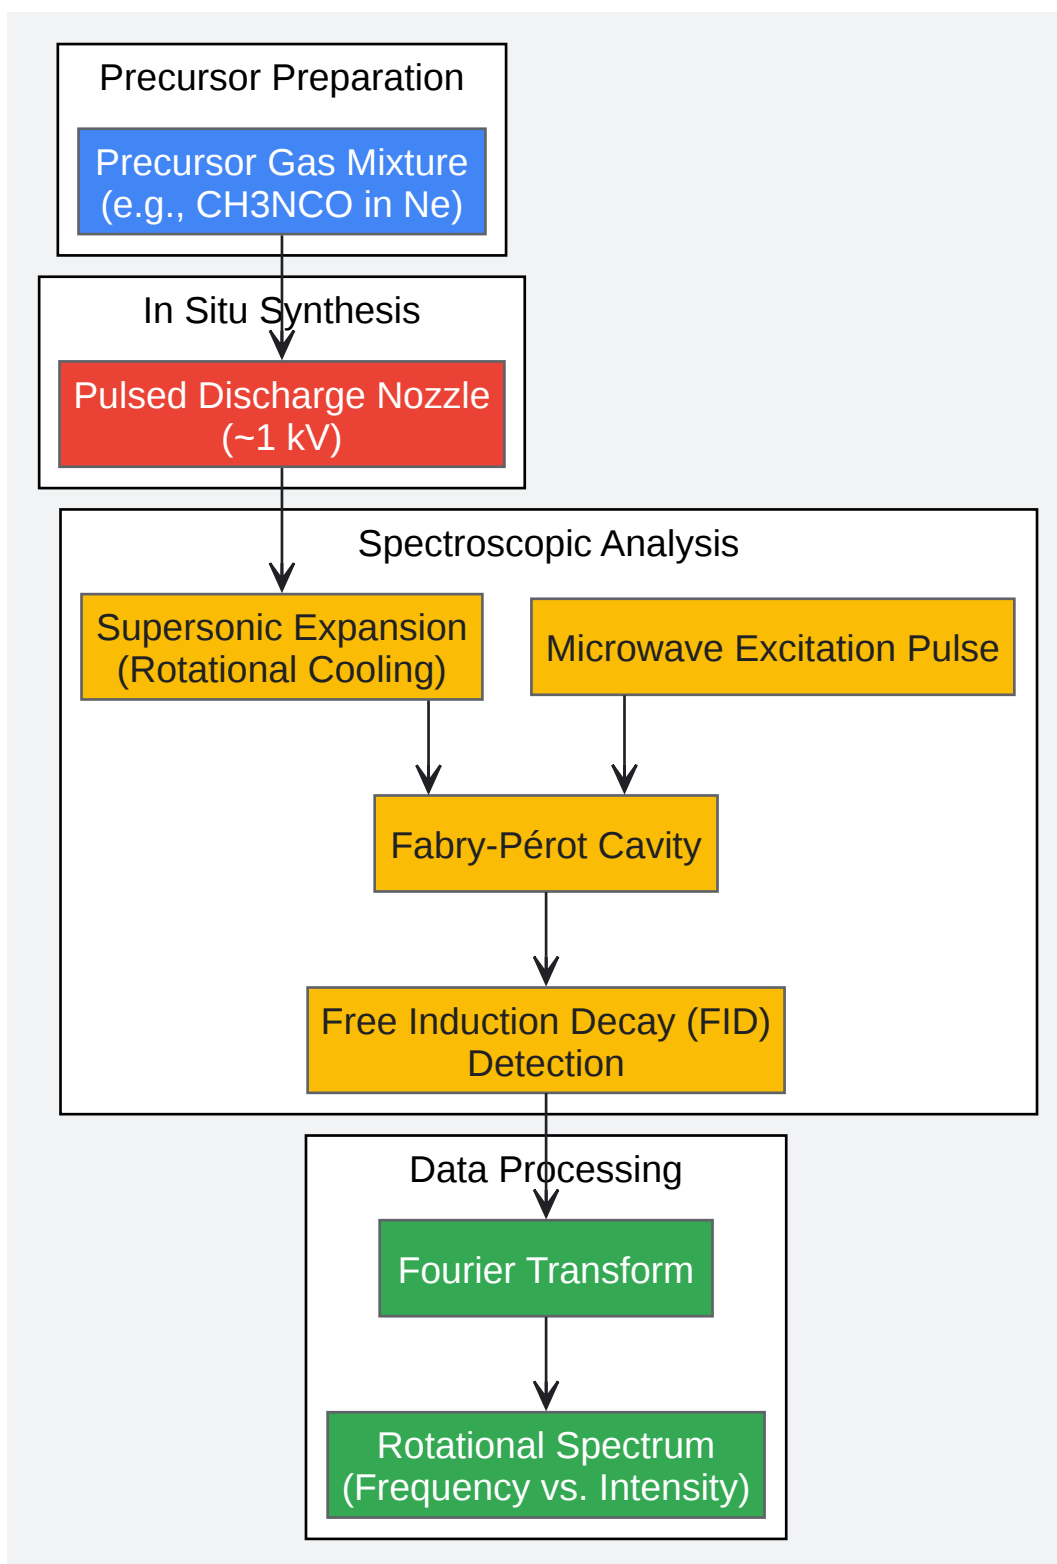 Precursor Preparation
Precursor Gas Mixture
(e.g., CH3NCO in Ne)
In Situ Synthesis
Pulsed Discharge Nozzle
(~1 kV)
Spectroscopic Analysis
Supersonic Expansion
(Rotational Cooling)
Microwave Excitation Pulse
Fabry-Pérot Cavity
Free Induction Decay (FID)
Detection
Data Processing
Fourier Transform
Rotational Spectrum
(Frequency vs. Intensity)